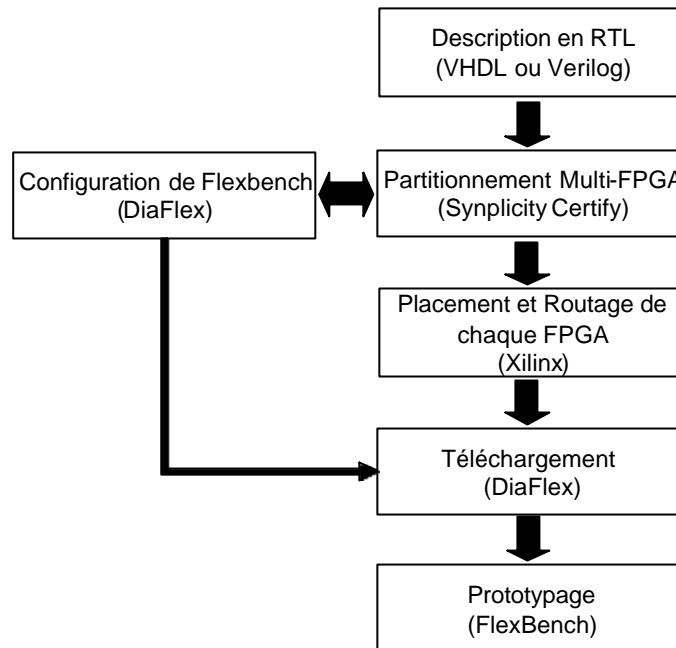 Description en RTL
(VHDL ou Verilog)
Configuration de Flexbench
(DiaFlex)
Partitionnement Multi-FPGA
(Synplicity Certify)
Placement et Routage de
chaque FPGA
(Xilinx)
Téléchargement
(DiaFlex)
Prototypage
(FlexBench)